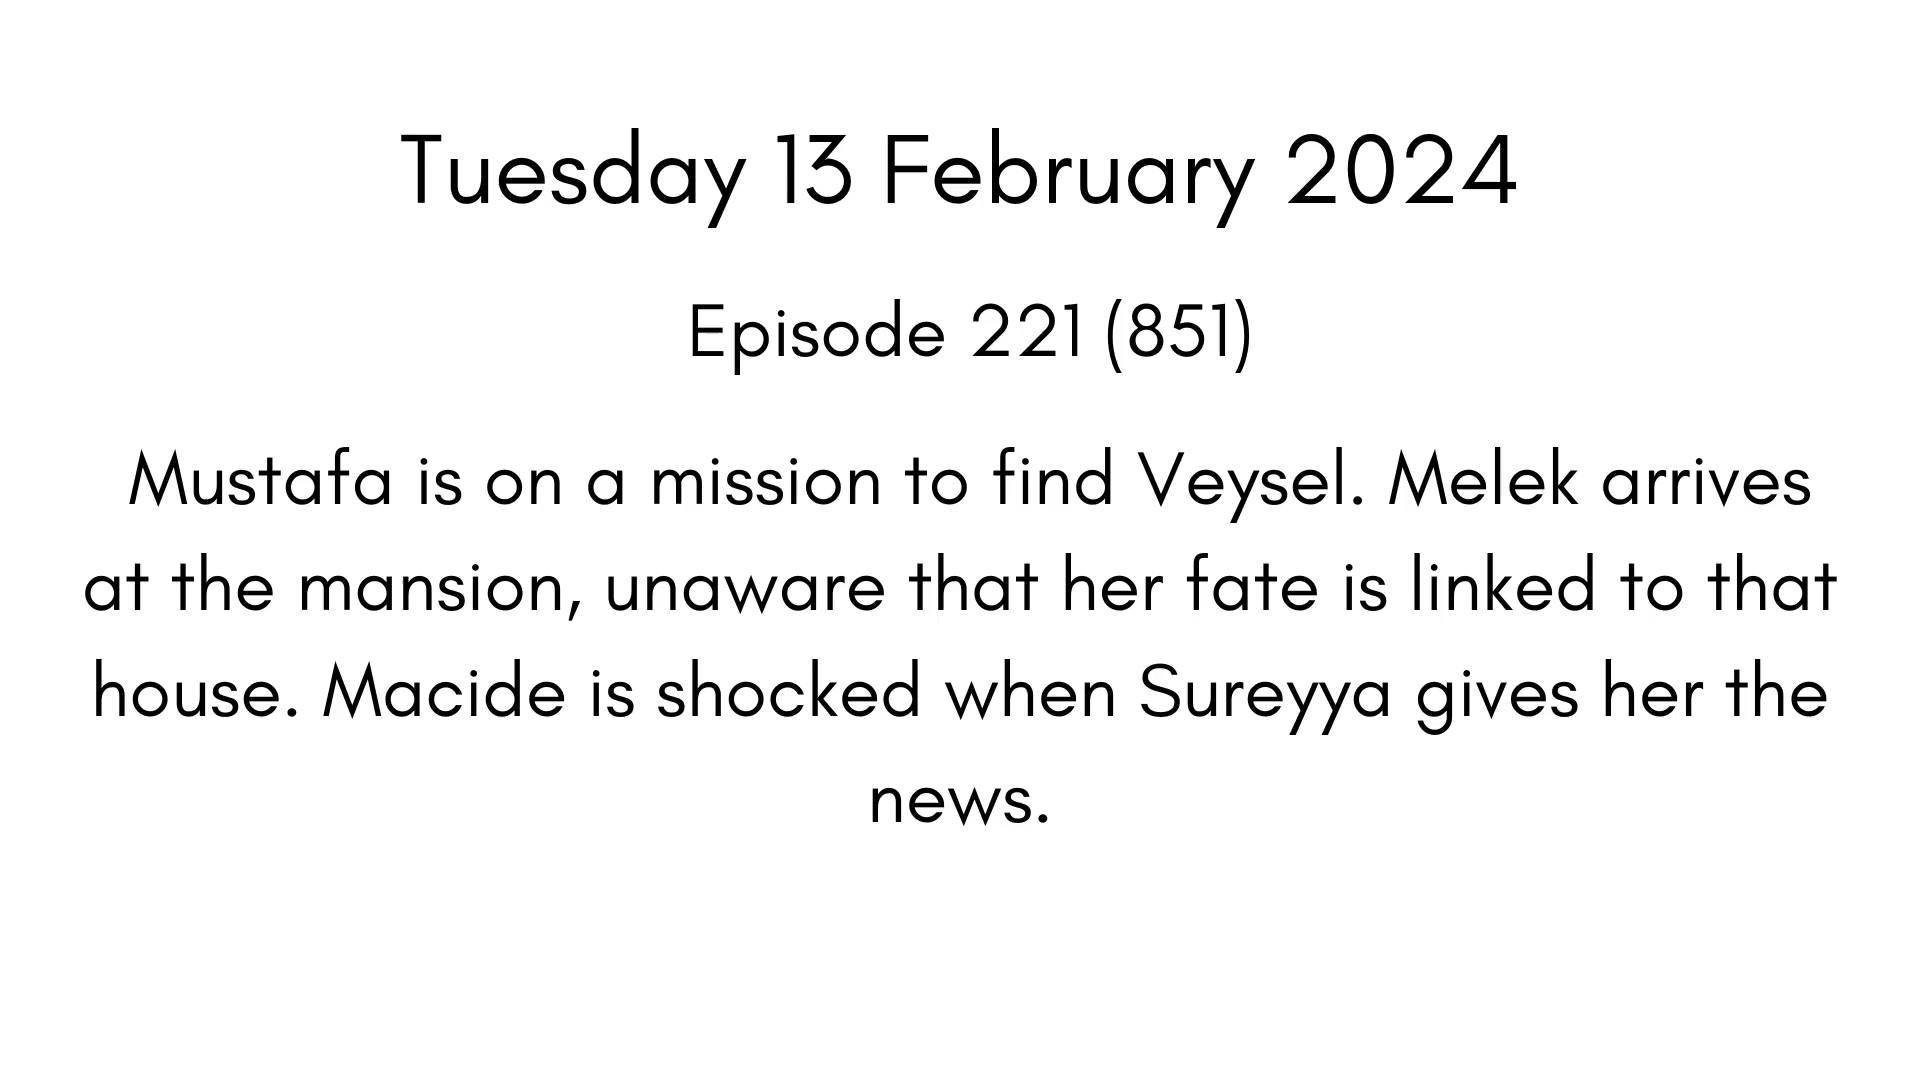 Tuesday 13 February 2024
Episode 221 (851)
Mustafa is on a mission to find Veysel. Melek arrives
at the mansion, unaware that her fate is linked to that
house. Macide is shocked when Sureyya gives her the
news.